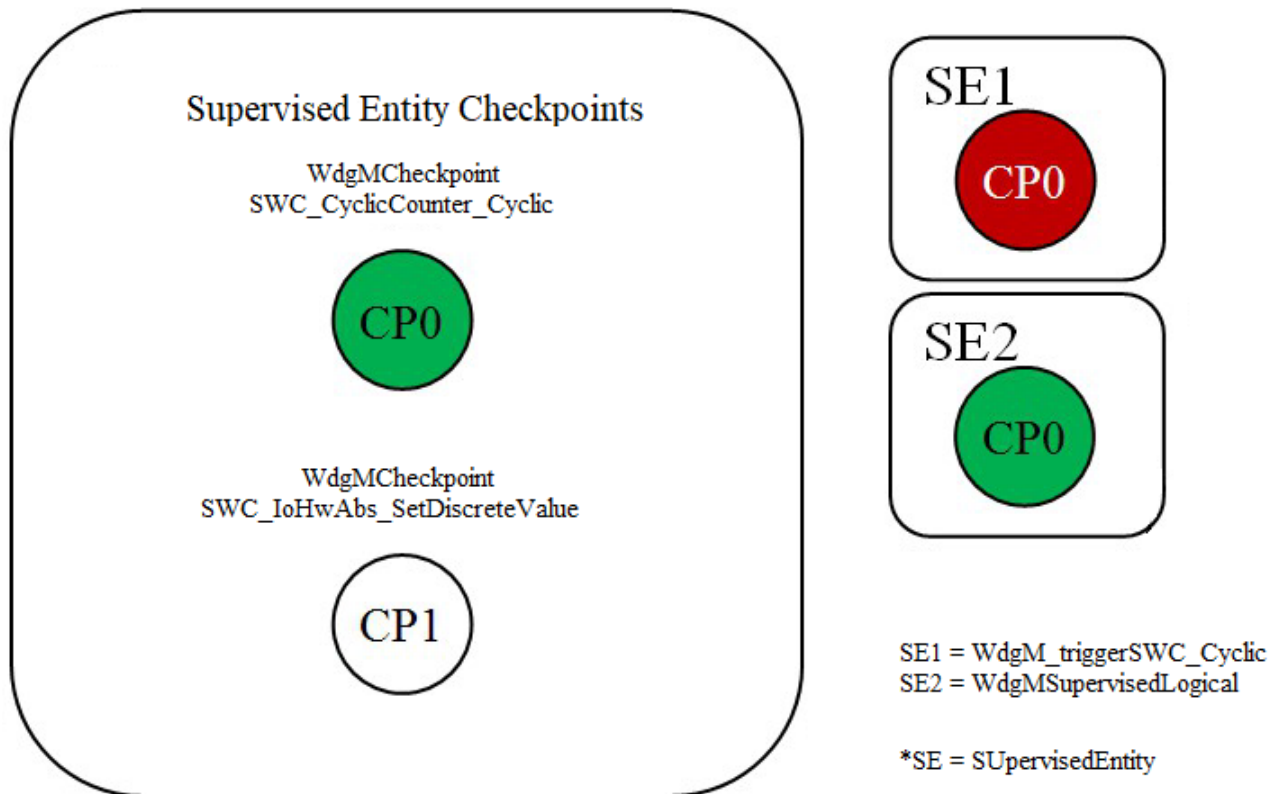 Supervised Entity Checkpoints
WdgMCheckpoint
SWC_CyclicCounter_Cyclic
CP0
WdgMCheckpoint
SWC_IoHwAbs_SetDiscreteValue
CP1
SE1
CP0
SE2
CP0
SE1 = WdgM_triggerSWC_Cyclic
SE2 = WdgMSupervisedLogical
*SE = SUpervisedEntity